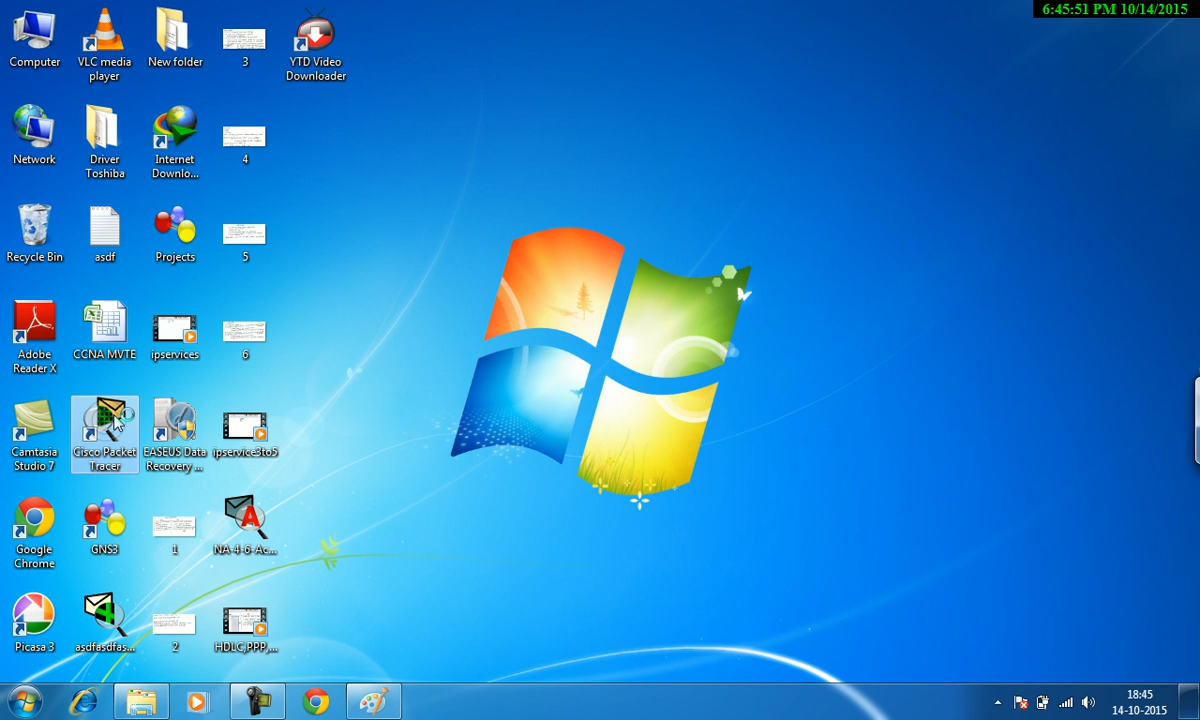 6:45:51 PM 10/14/2015
Computer
VLC media
player
New folder
3
YTD Video
Downloader
Network
Driver
Toshiba
Internet
Downlo...
4
Recycle Bin
asdf
Projects
5
Adobe
Reader X
CCNA MVTE
ipservices
6
Camtasia
Studio 7
Cisco Packet
Tracer
EASEUS Data
Recovery ...
ipservice3to5
Google
Chrome
GNS3
1
NA-4-6-Ac...
Picasa 3
asdfasdfas...
2
HDLC,PPP,...
18:45
14-10-2015